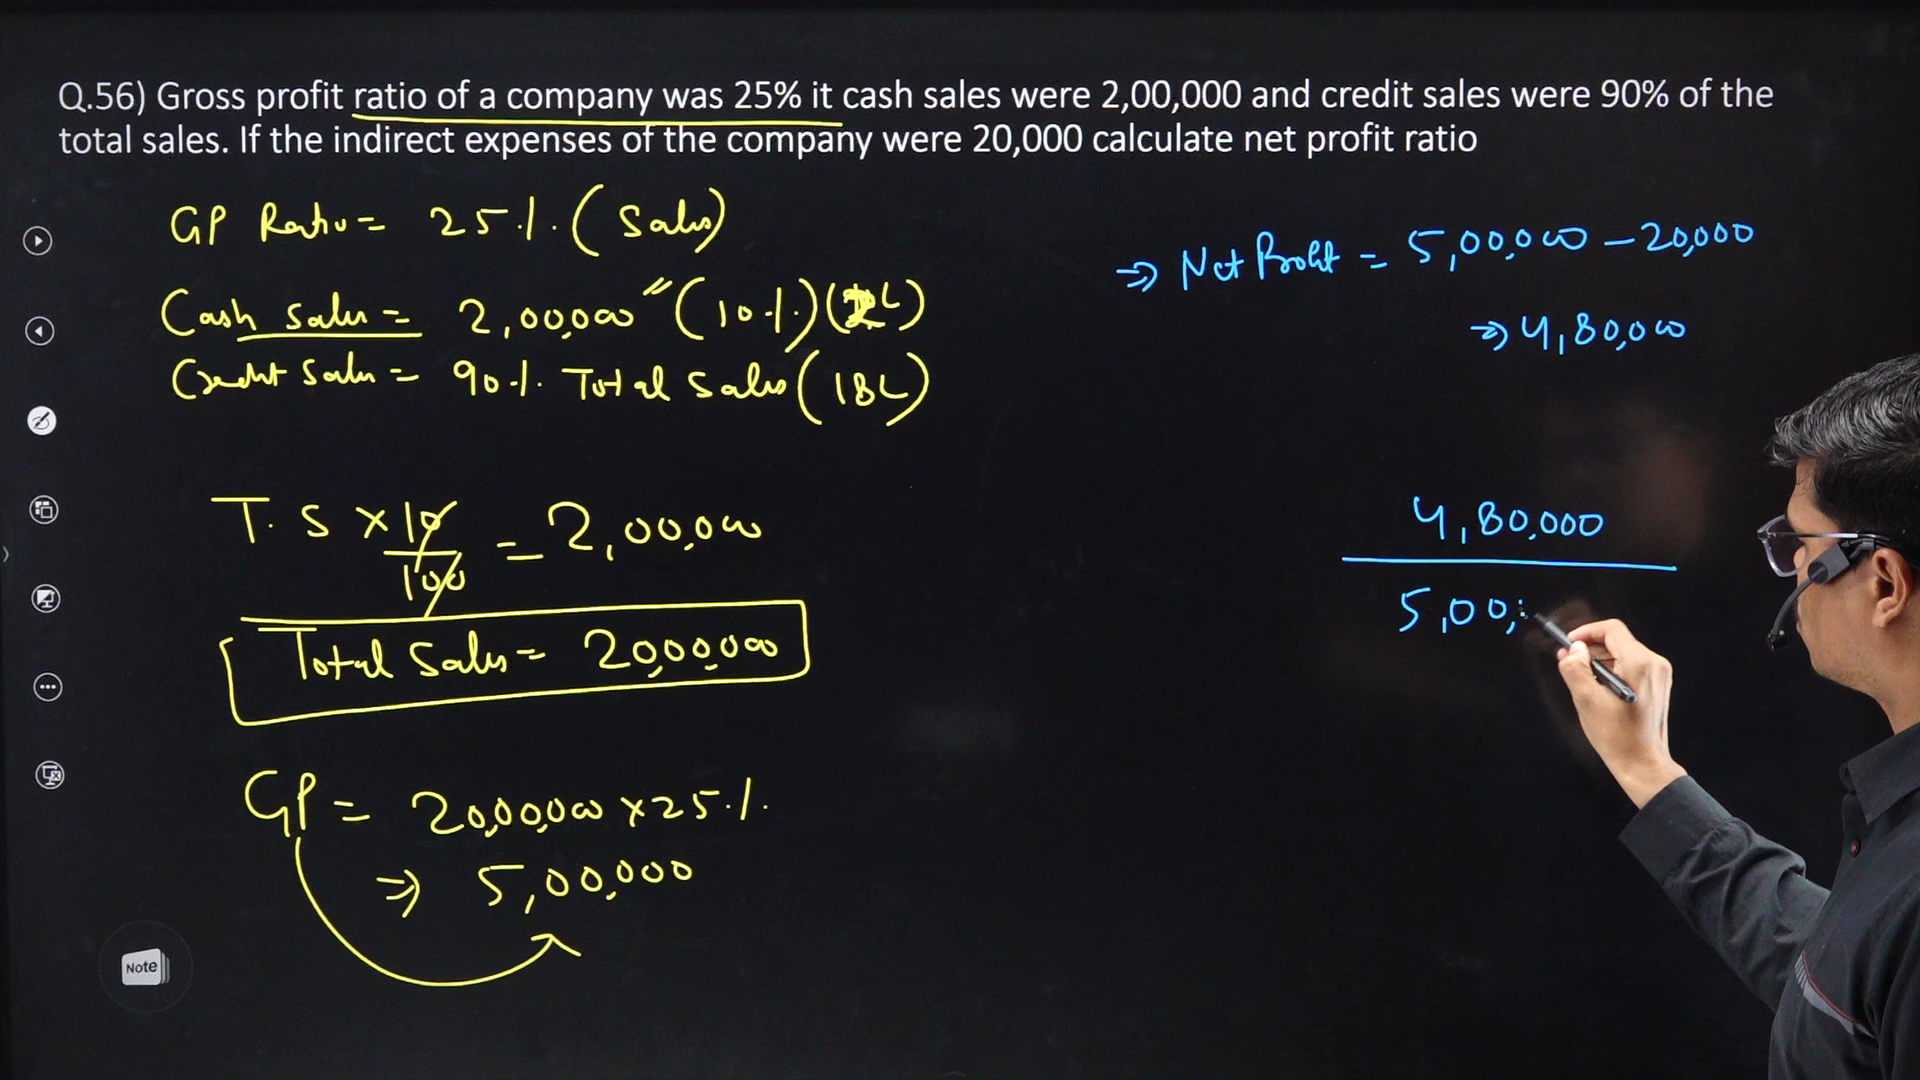 Q.56) Gross profit ratio of a company was 25% it cash sales were 2,00,000 and credit sales were 90% of the
total sales. If the indirect expenses of the company were 20,000 calculate net profit ratio
GP Ratio = 25% (Sales)
Cash Sales = 2,00,000 " (10%) (2L)
Credit Sales = 90% Total Sales (18L)
T.S × 10/100 = 2,00,000
Total Sales = 20,00,000
GP = 20,00,000 × 25%
⇒ 5,00,000
⇒ Net Profit = 5,00,000 – 20,000
⇒ 4,80,000
4,80,000
5,00,
Note